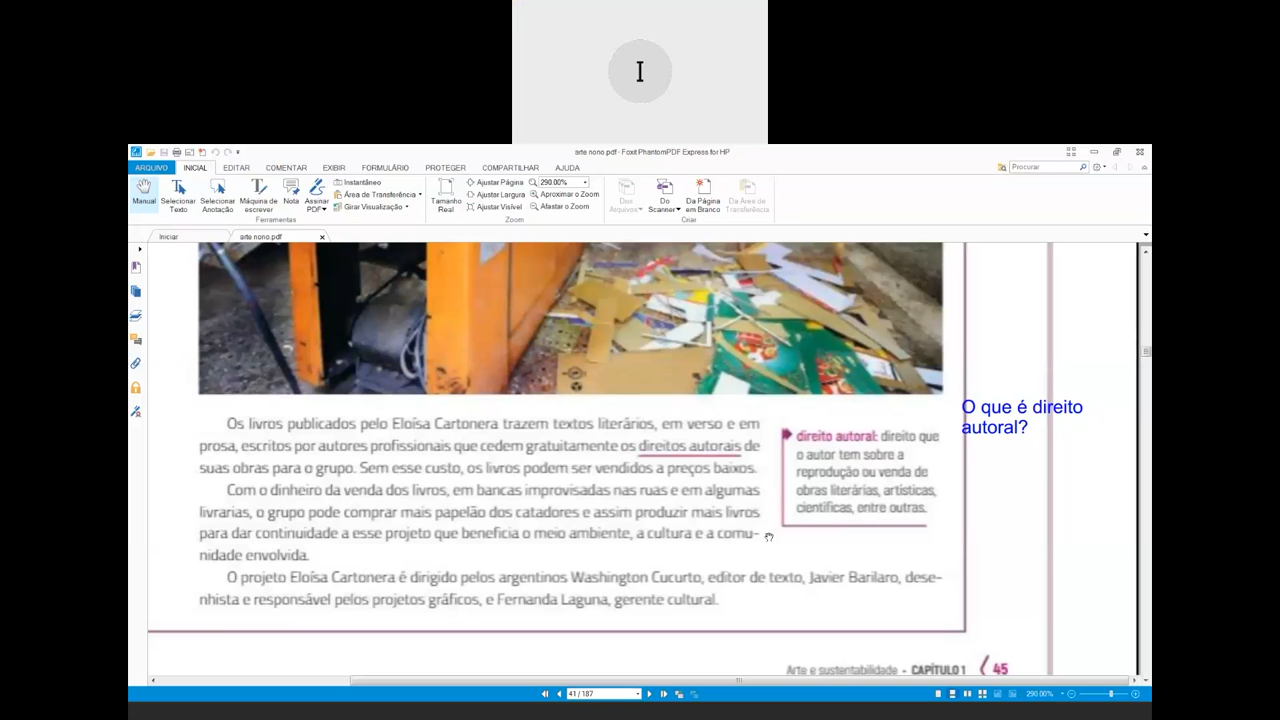 I
arte nono.pdf - Foxit PhantomPDF Express for HP
ARQUIVO INICIAL EDITAR COMENTAR EXIBIR FORMULÁRIO PROTEGER COMPARTILHAR AJUDA
Procurar
Manual
Selecionar Texto
Selecionar Anotação
Máquina de escrever
Nota
Assinar PDF
Instantâneo
Área de Transferência
Girar Visualização
Ferramentas
Tamanho Real
Ajustar Página
Ajustar Largura
Ajustar Visível
290.00%
Aproximar o Zoom
Afastar o Zoom
Zoom
Dos Arquivos
Do Scanner
Da Página em Branco
Da Área de Transferência
Criar
Iniciar
arte nono.pdf
Os livros publicados pelo Eloísa Cartonera trazem textos literários, em verso e em
prosa, escritos por autores profissionais que cedem gratuitamente os direitos autorais de
suas obras para o grupo. Sem esse custo, os livros podem ser vendidos a preços baixos.
Com o dinheiro da venda dos livros, em bancas improvisadas nas ruas e em algumas
livrarias, o grupo pode comprar mais papelão dos catadores e assim produzir mais livros
para dar continuidade a esse projeto que beneficia o meio ambiente, a cultura e a comu-
nidade envolvida.
O projeto Eloísa Cartonera é dirigido pelos argentinos Washington Cucurto, editor de texto, Javier Barilaro, dese-
nhista e responsável pelos projetos gráficos, e Fernanda Laguna, gerente cultural.
direito autoral: direito que
o autor tem sobre a
reprodução ou venda de
obras literárias, artísticas,
científicas, entre outras.
O que é direito
autoral?
Arte e sustentabilidade - CAPÍTULO 1 45
41 / 187
290.00%